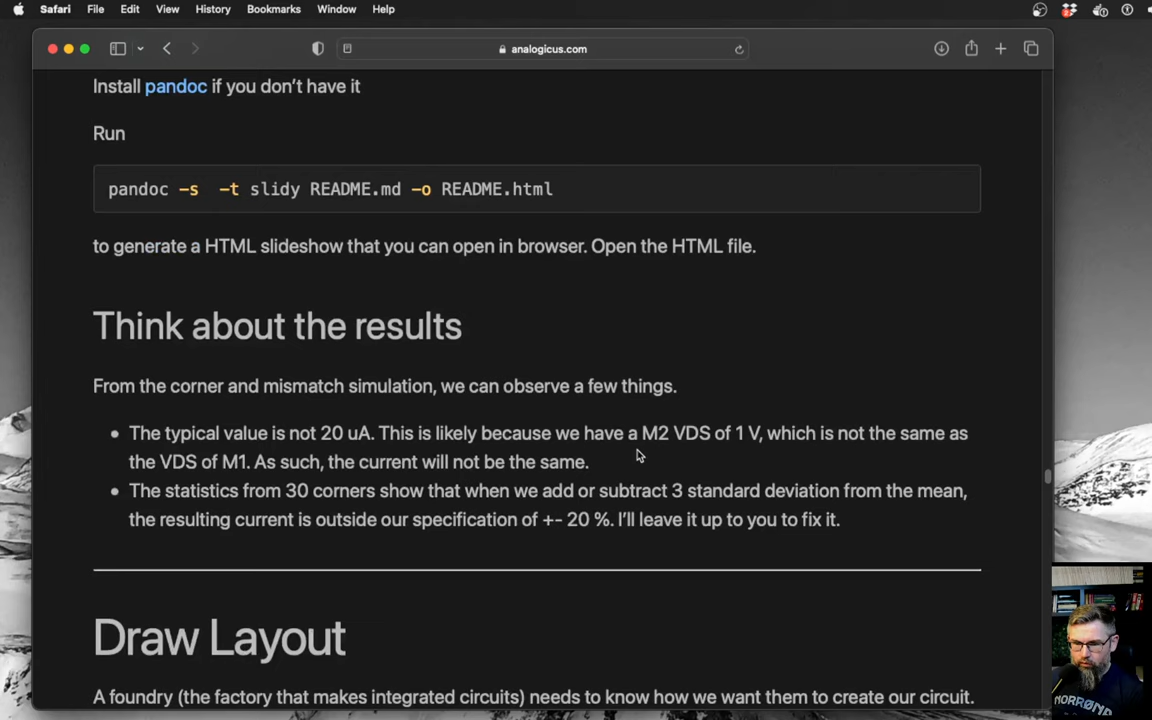 Safari File Edit View History Bookmarks Window Help
analogicus.com
Install pandoc if you don’t have it
Run
pandoc -s  -t slidy README.md -o README.html
to generate a HTML slideshow that you can open in browser. Open the HTML file.
Think about the results
From the corner and mismatch simulation, we can observe a few things.
• The typical value is not 20 uA. This is likely because we have a M2 VDS of 1 V, which is not the same as
the VDS of M1. As such, the current will not be the same.
• The statistics from 30 corners show that when we add or subtract 3 standard deviation from the mean,
the resulting current is outside our specification of +- 20 %. I’ll leave it up to you to fix it.
Draw Layout
A foundry (the factory that makes integrated circuits) needs to know how we want them to create our circuit.
NORRØNA